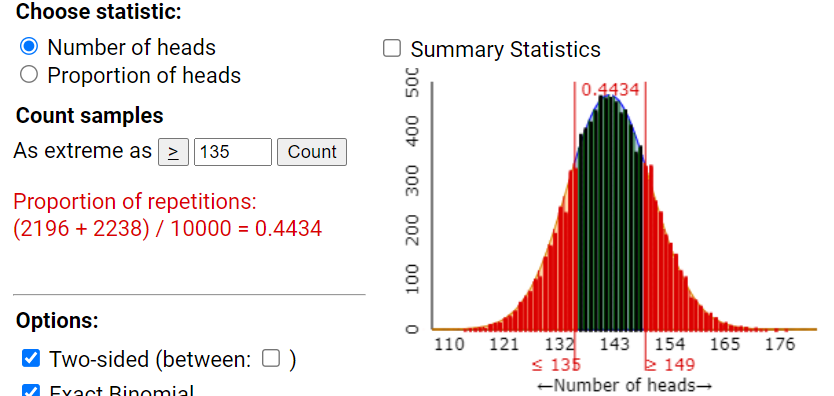 Choose statistic:
Number of heads
Proportion of heads
Count samples
As extreme as ≥ 135 Count
Proportion of repetitions:
(2196 + 2238) / 10000 = 0.4434
Options:
Two-sided (between: )
Exact Binomial
Summary Statistics
0.4434
500
400
300
200
100
0
110 121 132 143 154 165 176
≤ 135 ≥ 149
←Number of heads→